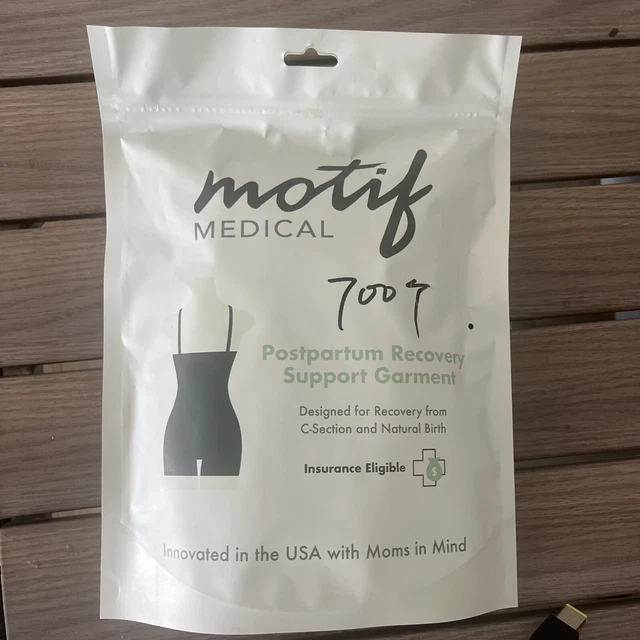 motif
MEDICAL
Postpartum Recovery
Support Garment
Designed for Recovery from
C-Section and Natural Birth
Insurance Eligible
$
Innovated in the USA with Moms in Mind